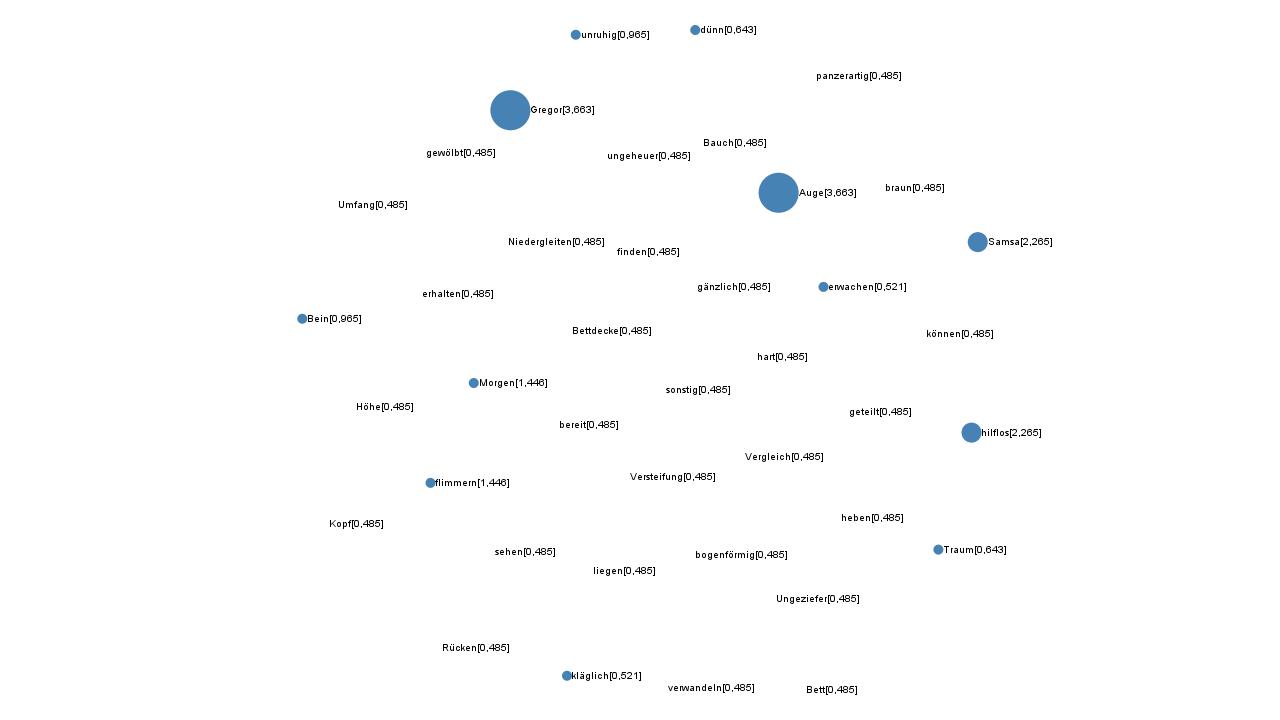 unruhig[0,965]
dünn[0,643]
panzerartig[0,485]
Gregor[3,663]
Bauch[0,485]
gewölbt[0,485]
ungeheuer[0,485]
braun[0,485]
Auge[3,663]
Umfang[0,485]
Niedergleiten[0,485]
Samsa[2,265]
finden[0,485]
gänzlich[0,485]
erwachen[0,521]
erhalten[0,485]
Bein[0,965]
Bettdecke[0,485]
können[0,485]
hart[0,485]
Morgen[1,446]
sonstig[0,485]
Höhe[0,485]
geteilt[0,485]
bereit[0,485]
hilflos[2,265]
Vergleich[0,485]
Versteifung[0,485]
flimmern[1,446]
heben[0,485]
Kopf[0,485]
Traum[0,643]
sehen[0,485]
bogenförmig[0,485]
liegen[0,485]
Ungeziefer[0,485]
Rücken[0,485]
kläglich[0,521]
verwandeln[0,485]
Bett[0,485]